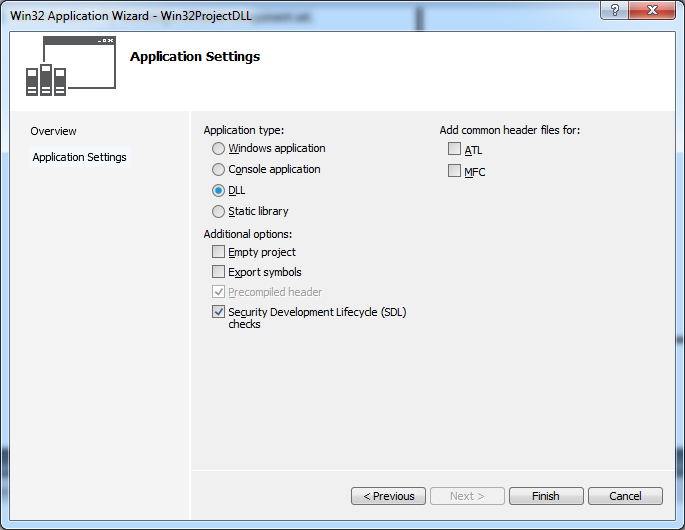 Win32 Application Wizard - Win32ProjectDLL
Application Settings
Overview
Application Settings
Application type:
Windows application
Console application
DLL
Static library
Additional options:
Empty project
Export symbols
Precompiled header
Security Development Lifecycle (SDL)
checks
Add common header files for:
ATL
MFC
< Previous
Next >
Finish
Cancel